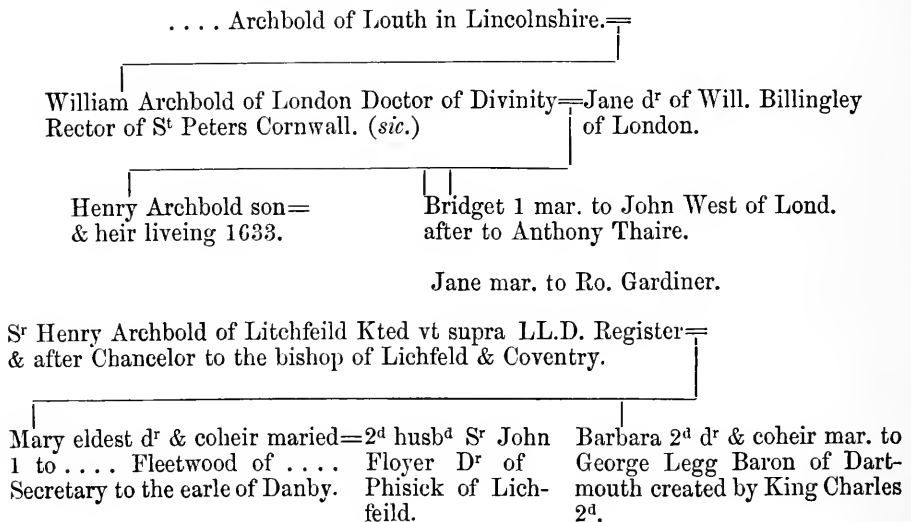 . . . . Archbold of Louth in Lincolnshire.=
William Archbold of London Doctor of Divinity=Jane dʳ of Will. Billingley
Rector of Sᵗ Peters Cornwall. (sic.) of London.
Henry Archbold son= Bridget 1 mar. to John West of Lond.
& heir liveing 1633. after to Anthony Thaire.
Jane mar. to Ro. Gardiner.
Sʳ Henry Archbold of Litchfeild Kted vt supra LL.D. Register=
& after Chancelor to the bishop of Lichfeld & Coventry.
Mary eldest dʳ & coheir maried=2ᵈ husbᵈ Sʳ John
1 to . . . . Fleetwood of . . . . Floyer Dʳ of
Secretary to the earle of Danby. Phisick of Lich-
feild.
Barbara 2ᵈ dʳ & coheir mar. to
George Legg Baron of Dart-
mouth created by King Charles
2ᵈ.